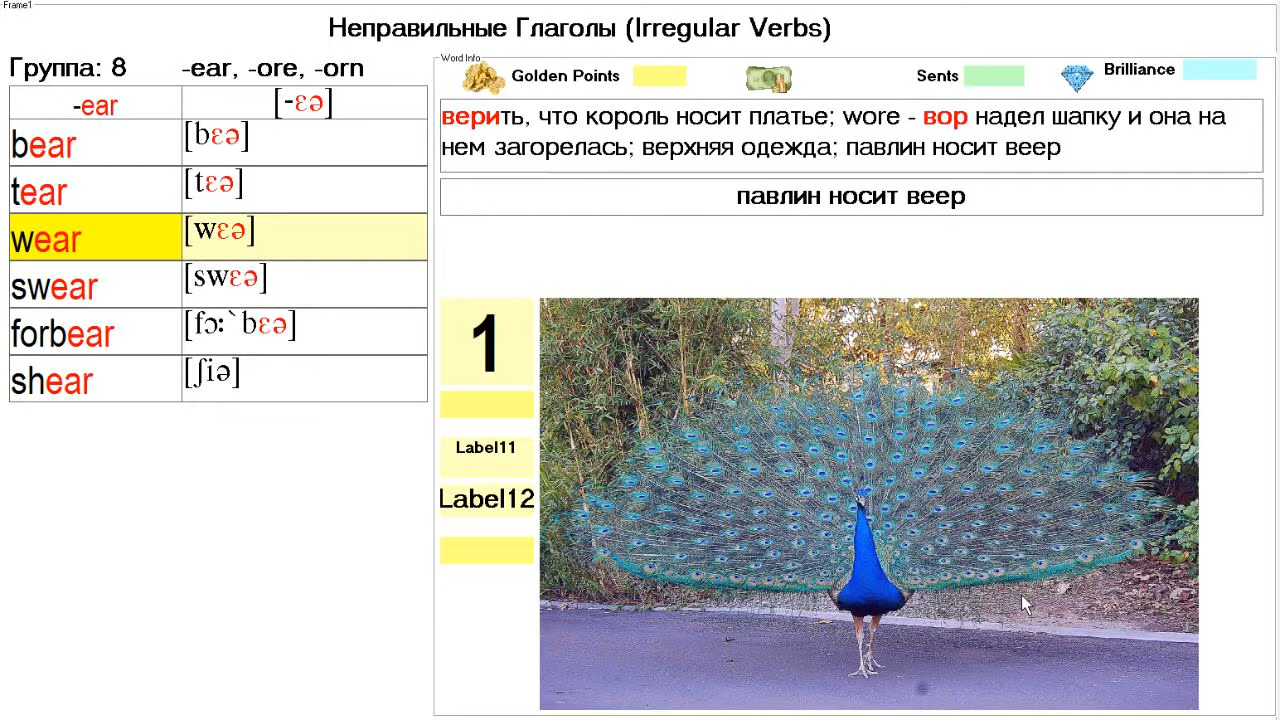 Frame1
Неправильные Глаголы (Irregular Verbs)
Группа: 8 -ear, -ore, -orn
-ear [-ɛə]
bear [bɛə]
tear [tɛə]
wear [wɛə]
swear [swɛə]
forbear [fɔ:`bɛə]
shear [ʃiə]
Word Info
Golden Points Sents Brilliance
верить, что король носит платье; wore - вор надел шапку и она на
нем загорелась; верхняя одежда; павлин носит веер
павлин носит веер
1
Label11
Label12